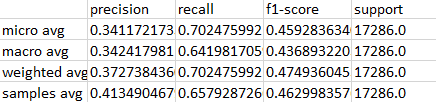 precision recall f1-score support
micro avg 0.341172173 0.702475992 0.459283634 17286.0
macro avg 0.342417981 0.641981705 0.436893220 17286.0
weighted avg 0.372738436 0.702475992 0.474936045 17286.0
samples avg 0.413490467 0.657928726 0.462998357 17286.0